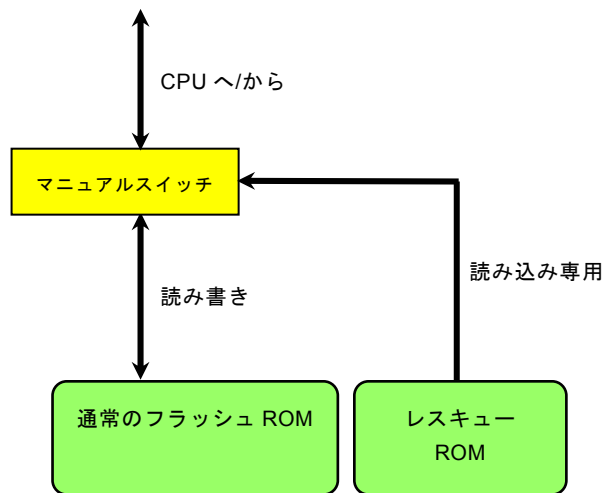 CPU へ/から
マニュアルスイッチ
読み込み専用
読み書き
通常のフラッシュ ROM
レスキュー
ROM